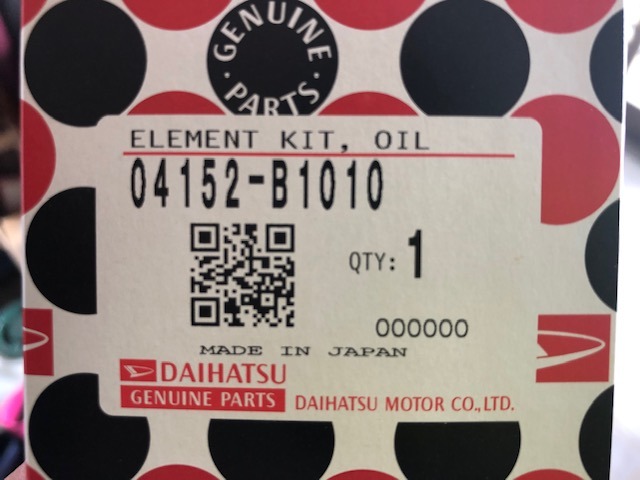 GENUINE
PARTS
ELEMENT KIT, OIL
04152-B1010
QTY: 1
000000
MADE IN JAPAN
DAIHATSU
GENUINE PARTS DAIHATSU MOTOR CO.,LTD.